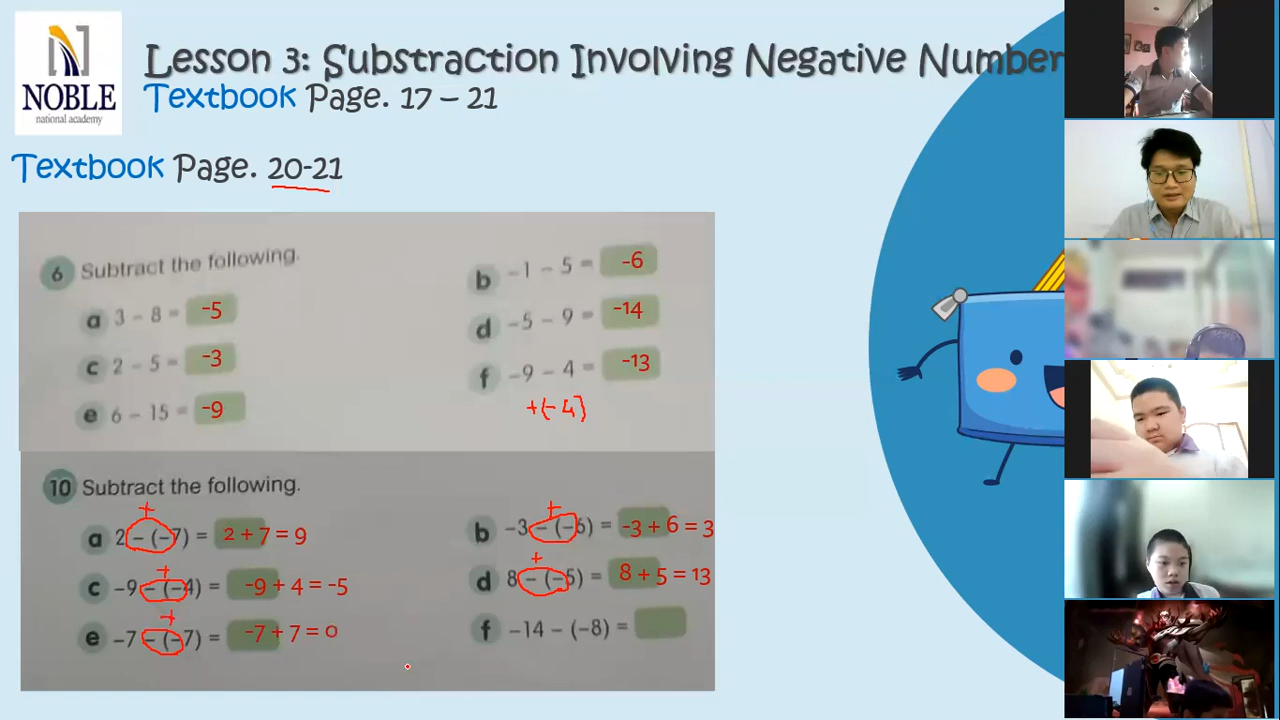 NOBLE
national academy
Lesson 3: Substraction Involving Negative Number
Textbook Page. 17 – 21
Textbook Page. 20-21
6 Subtract the following.
a 3 – 8 = -5
b –1 – 5 = -6
c 2 – 5 = -3
d –5 – 9 = -14
e 6 – 15 = -9
f –9 – 4 = -13
+(-4)
10 Subtract the following.
+
a 2 – (–7) = 2 + 7 = 9
+
b –3 – (–6) = -3 + 6 = 3
+
c –9 – (–4) = -9 + 4 = -5
+
d 8 – (–5) = 8 + 5 = 13
+
e –7 – (–7) = -7 + 7 = 0
f –14 – (–8) =